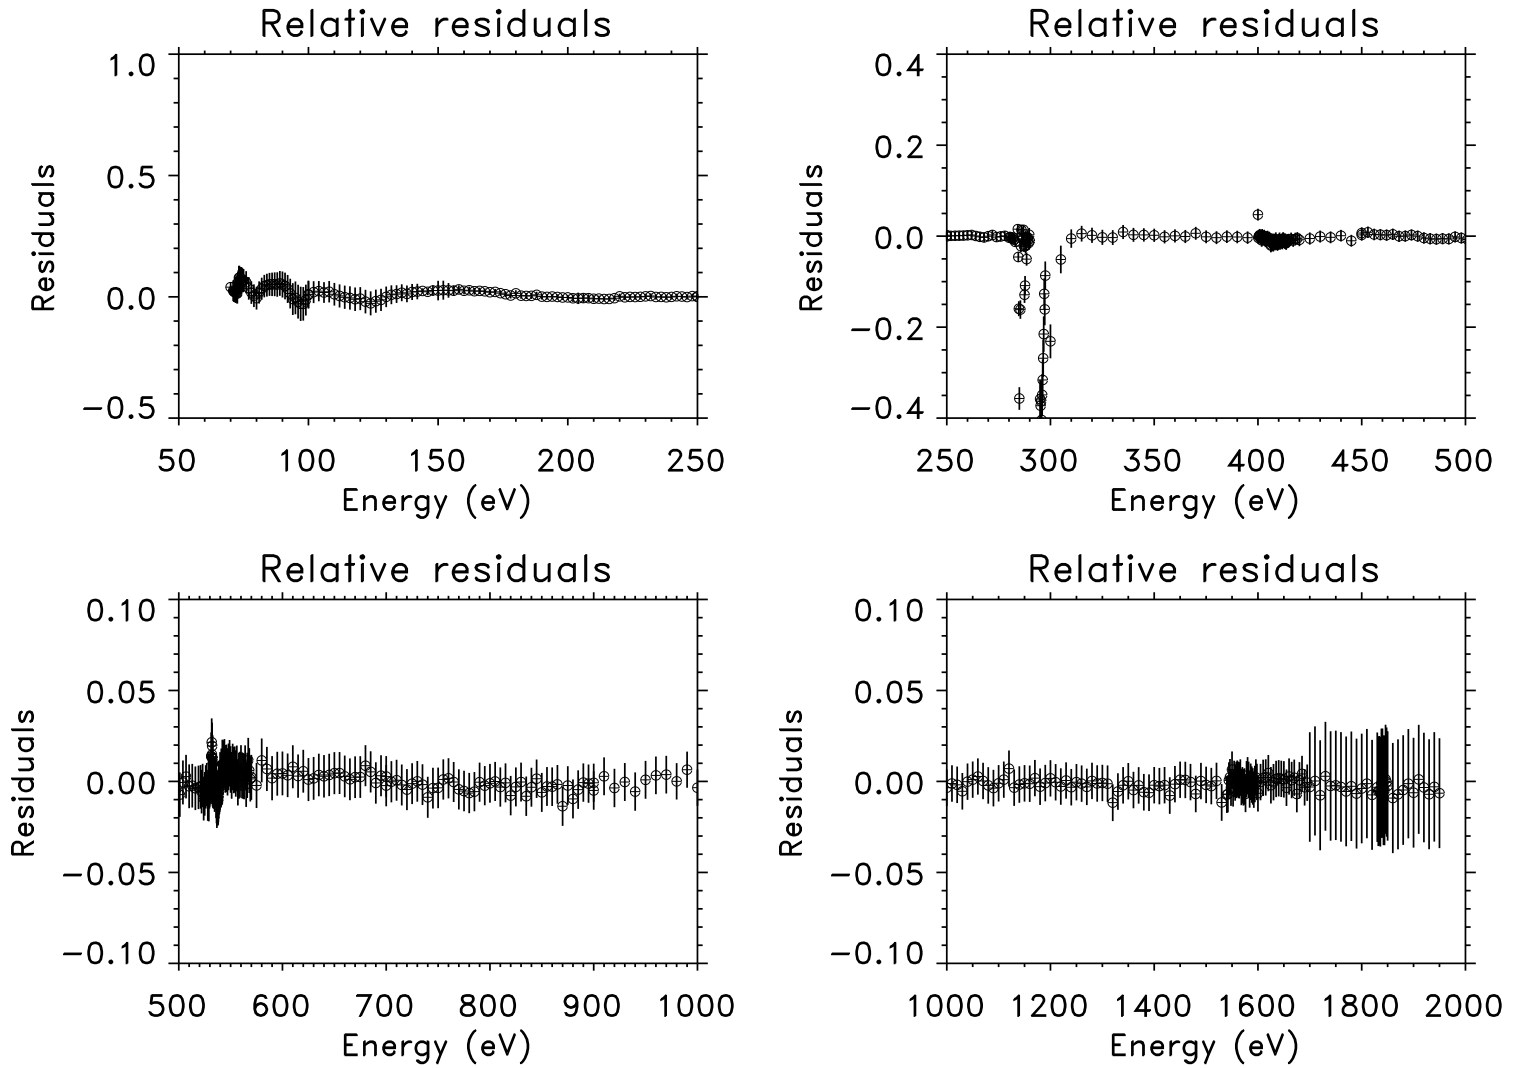 Relative residuals
1.0
0.5
0.0
−0.5
Residuals
50 100 150 200 250
Energy (eV)
Relative residuals
0.4
0.2
0.0
−0.2
−0.4
Residuals
250 300 350 400 450 500
Energy (eV)
Relative residuals
0.10
0.05
0.00
−0.05
−0.10
Residuals
500 600 700 800 900 1000
Energy (eV)
Relative residuals
0.10
0.05
0.00
−0.05
−0.10
Residuals
1000 1200 1400 1600 1800 2000
Energy (eV)